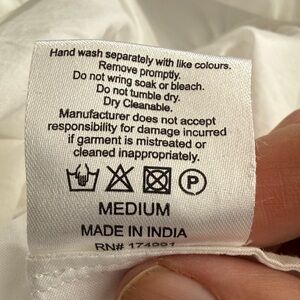 Hand wash separately with like colours.
Remove promptly.
Do not wring soak or bleach.
Do not tumble dry.
Dry Cleanable.
Manufacturer does not accept
responsibility for damage incurred
if garment is mistreated or
cleaned inappropriately.
P
MEDIUM
MADE IN INDIA
RN# 174991